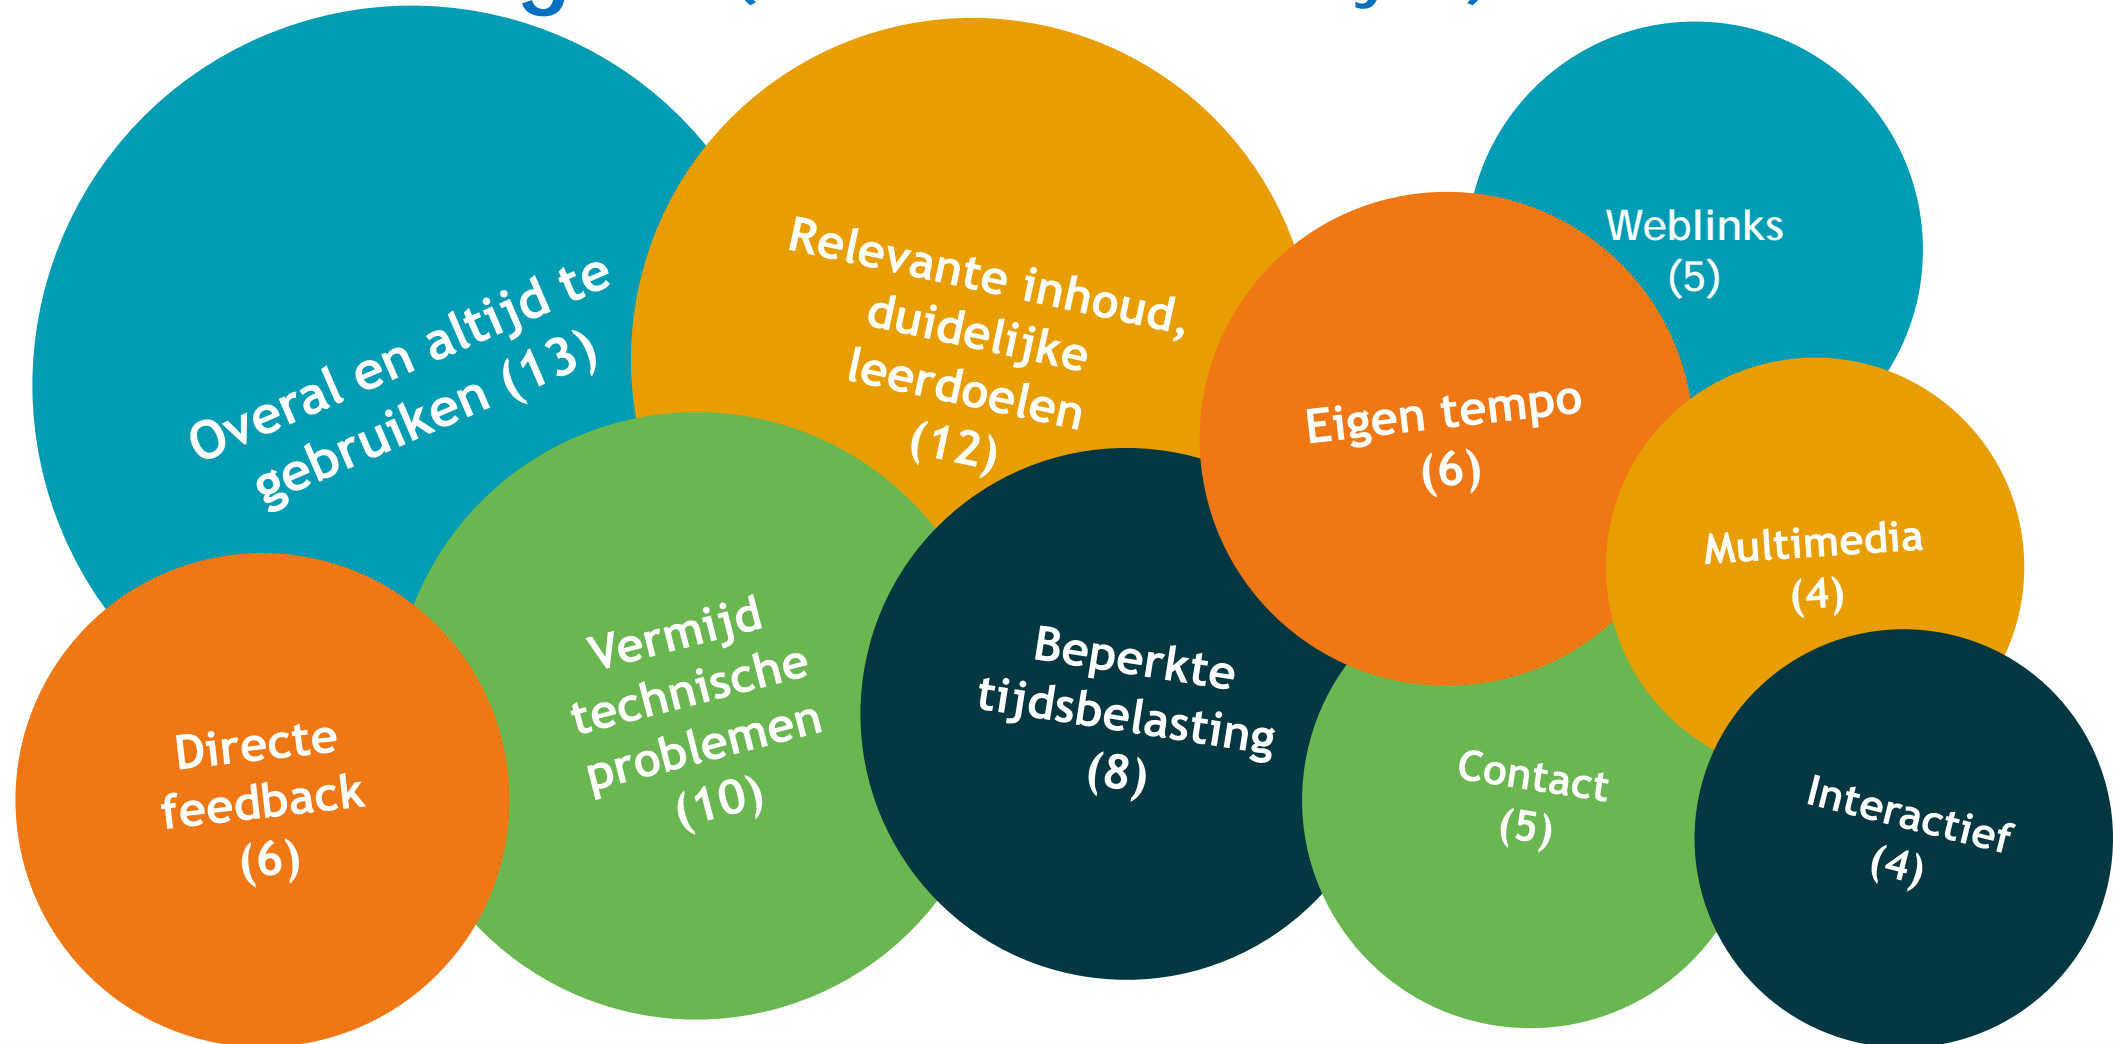 Overal en altijd te
gebruiken (13)
Relevante inhoud,
duidelijke
leerdoelen
(12)
Weblinks
(5)
Eigen tempo
(6)
Multimedia
(4)
Vermijd
technische
problemen
(10)
Beperkte
tijdsbelasting
(8)
Directe
feedback
(6)
Contact
(5)
Interactief
(4)